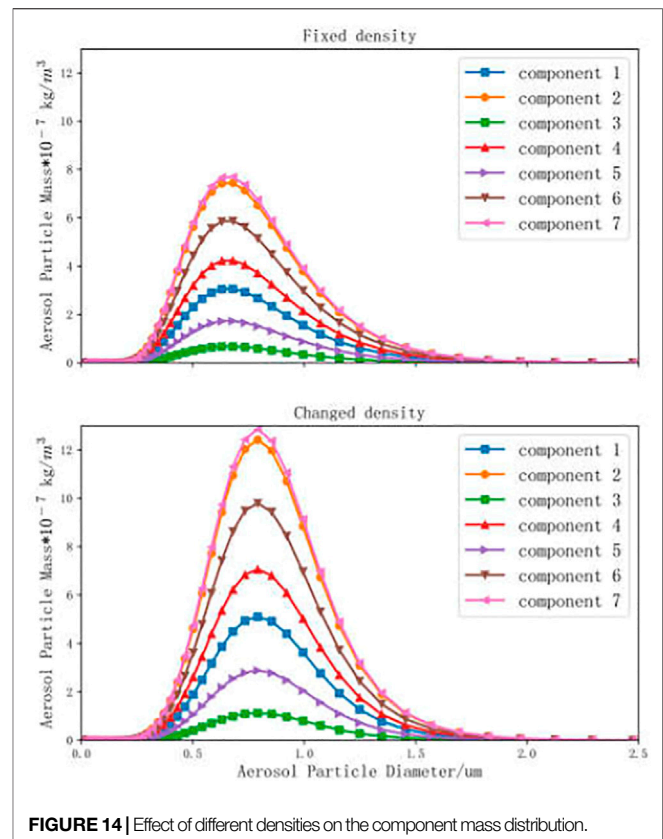 Fixed density
Aerosol Particle Mass*10⁻⁷ kg/m³
12
10
8
6
4
2
0
component 1
component 2
component 3
component 4
component 5
component 6
component 7
Changed density
Aerosol Particle Mass*10⁻⁷ kg/m³
12
10
8
6
4
2
0
component 1
component 2
component 3
component 4
component 5
component 6
component 7
0.0 0.5 1.0 1.5 2.0 2.5
Aerosol Particle Diameter/um
FIGURE 14 | Effect of different densities on the component mass distribution.